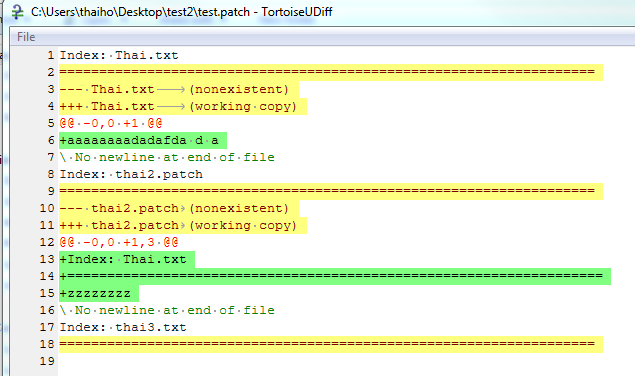 C:\Users\thaiho\Desktop\test2\test.patch - TortoiseUDiff
File
1 Index: Thai.txt
2 ===================================================================
3 --- Thai.txt (nonexistent)
4 +++ Thai.txt (working copy)
5 @@ -0,0 +1 @@
6 +aaaaaaaadadafda d a
7 \ No newline at end of file
8 Index: thai2.patch
9 ===================================================================
10 --- thai2.patch (nonexistent)
11 +++ thai2.patch (working copy)
12 @@ -0,0 +1,3 @@
13 +Index: Thai.txt
14 +===================================================================
15 +zzzzzzzz
16 \ No newline at end of file
17 Index: thai3.txt
18 ===================================================================
19